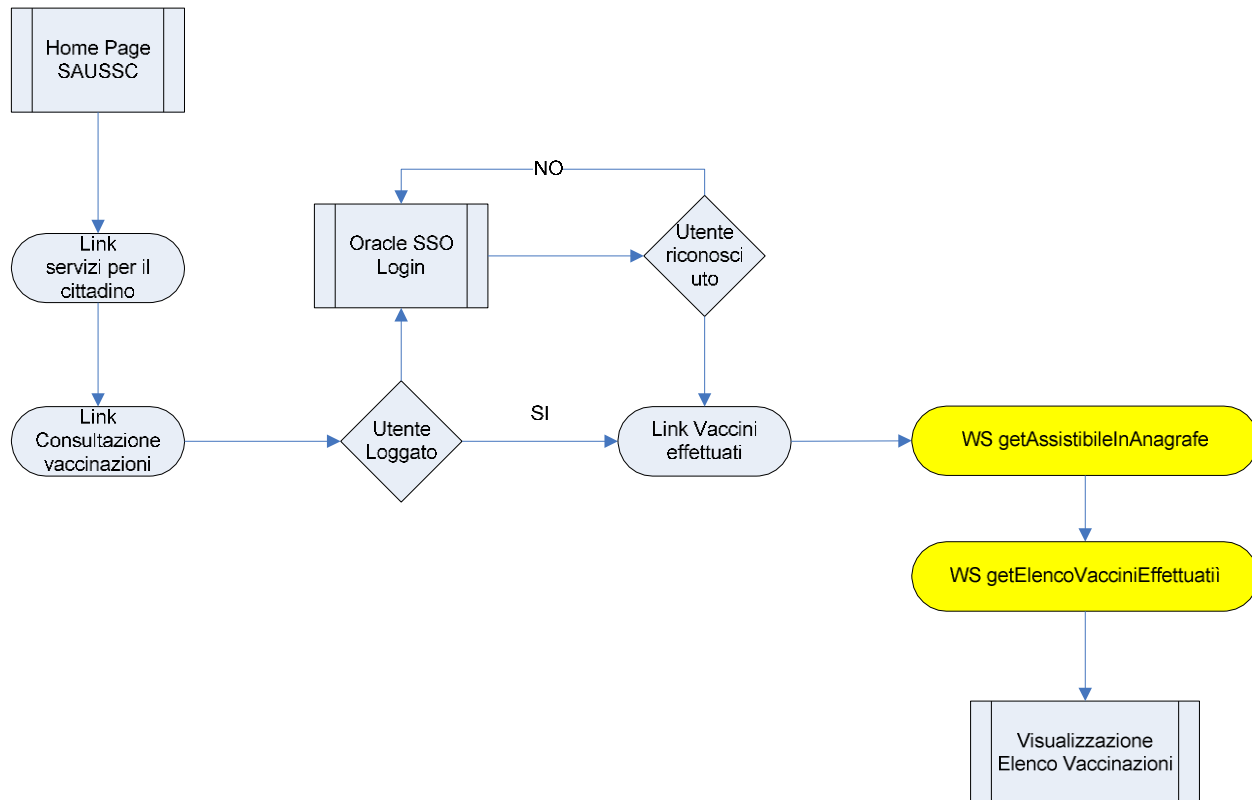 Home Page
SAUSSC
Link
servizi per il
cittadino
Link
Consultazione
vaccinazioni
NO
Oracle SSO
Login
Utente
riconosci
uto
Utente
Loggato
SI
Link Vaccini
effettuati
WS getAssistibileInAnagrafe
WS getElencoVacciniEffettuatiì
Visualizzazione
Elenco Vaccinazioni